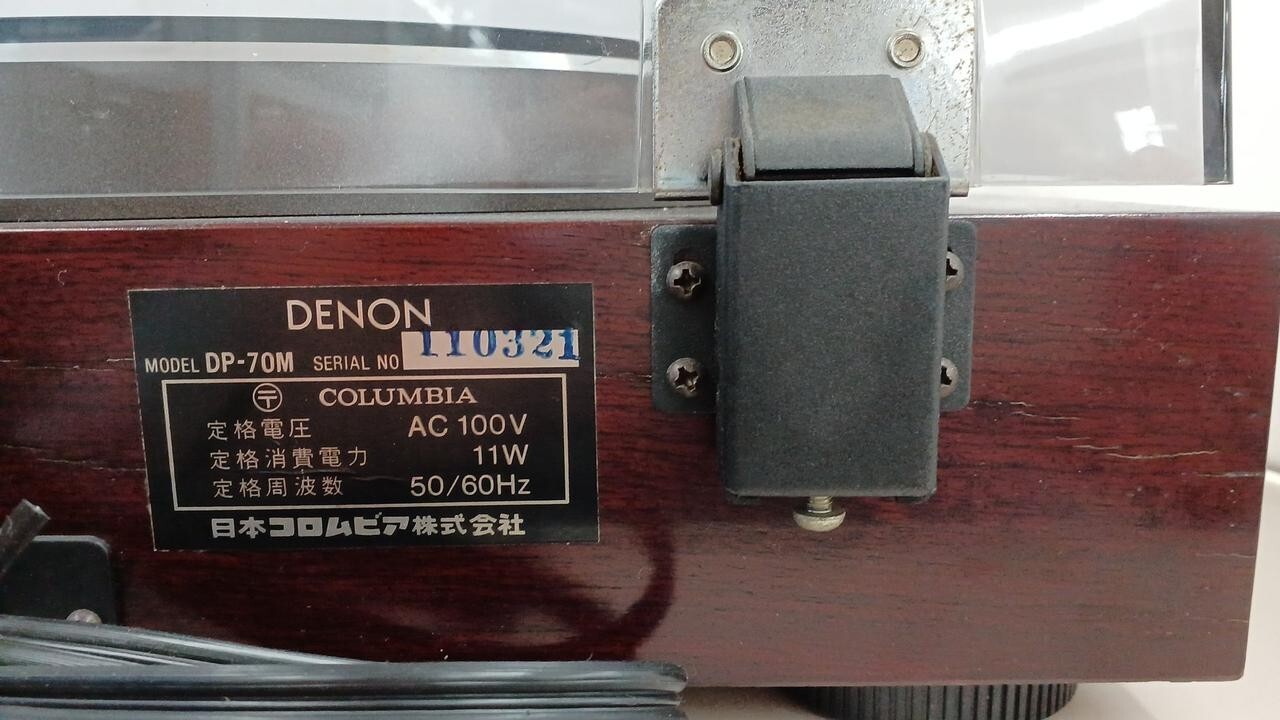 DENON
MODEL DP-70M SERIAL NO 110321
〒 COLUMBIA
定格電圧 AC 100V
定格消費電力 11W
定格周波数 50/60Hz
日本コロムビア株式会社